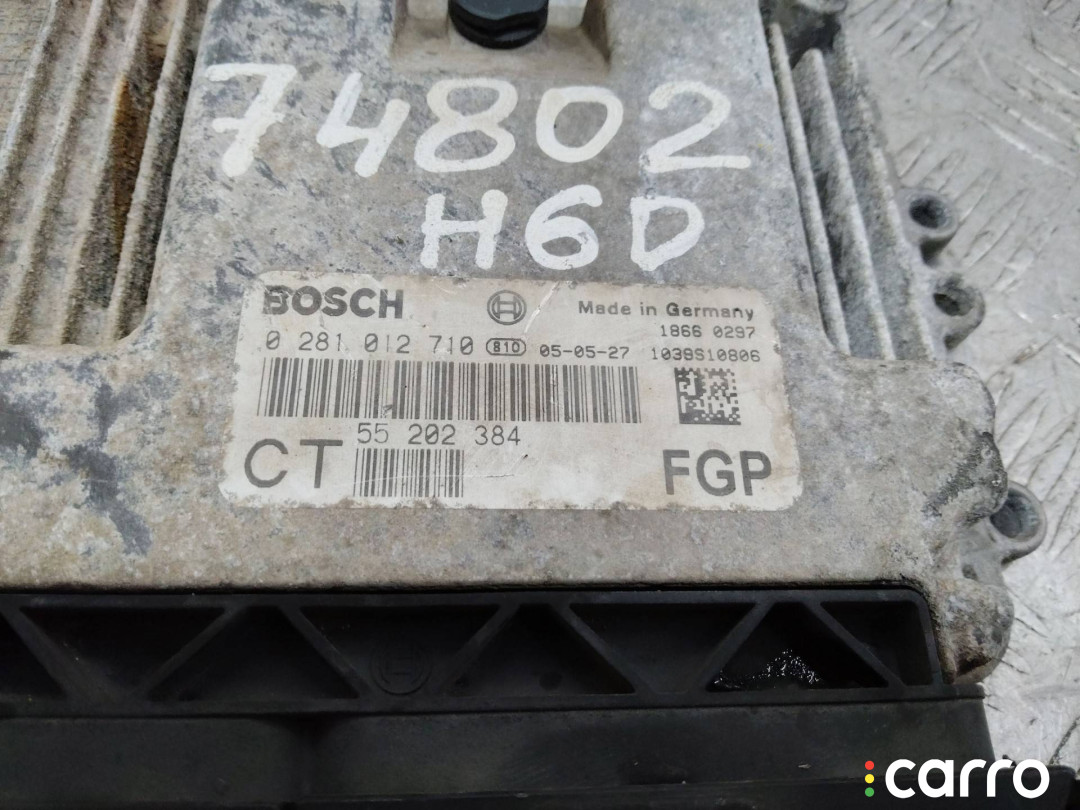 74802
H6D
BOSCH Made in Germany
1866 0297
0 281 012 710 810 05-05-27 1039S10806
55 202 384
CT FGP
carro